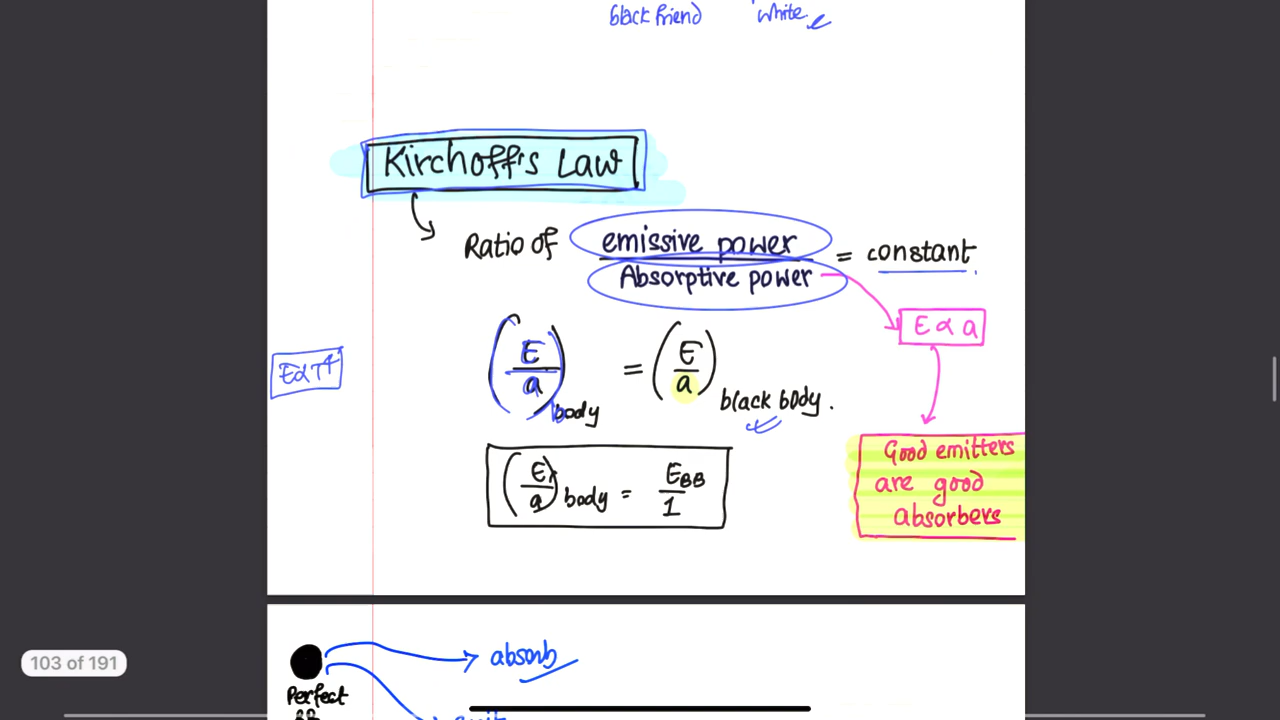 black friend white
Kirchoff's Law
Ratio of emissive power
Absorptive power
= constant
E ∝ a
E∝T⁴
(E/a) body = (E/a) black body.
(E/a) body = E_BB/1
Good emitters
are good
absorbers
103 of 191
absorb
Perfect